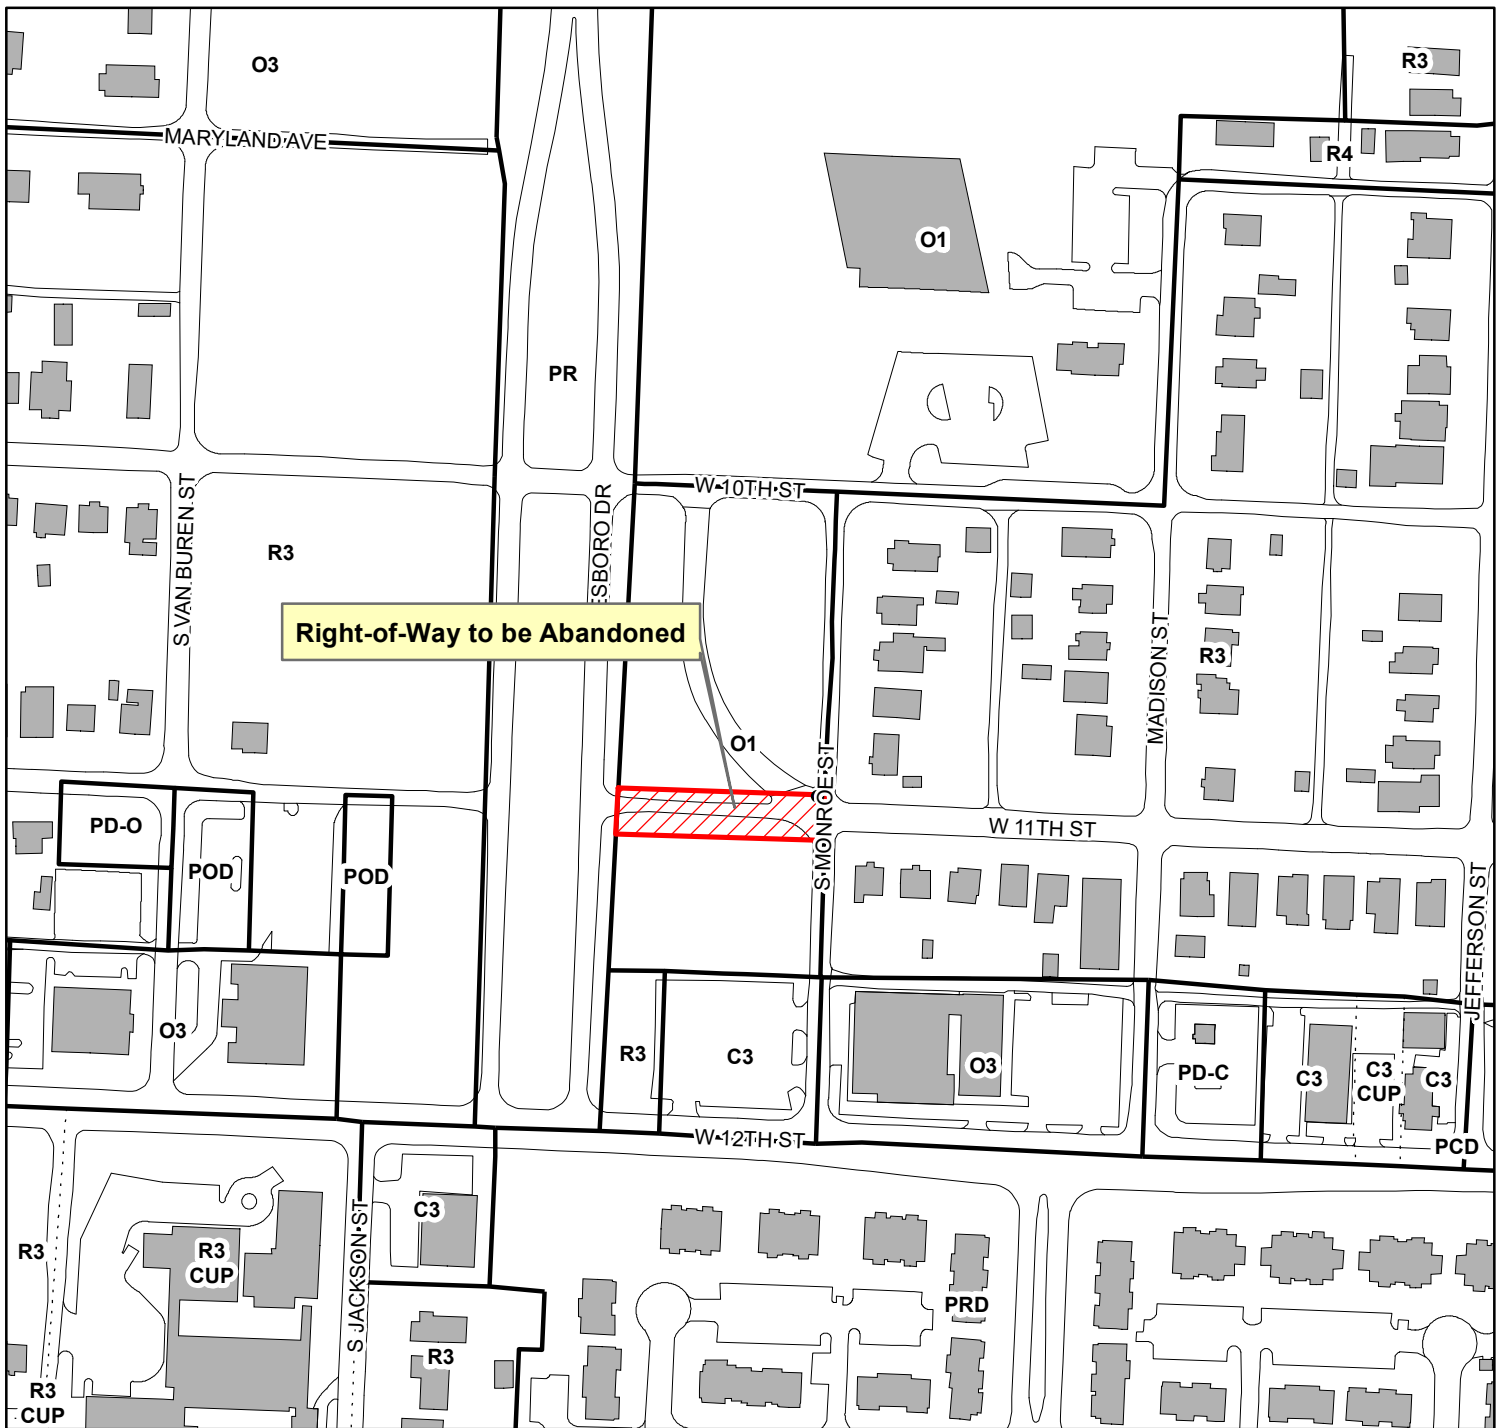 O3
R3
MARYLAND AVE
R4
O1
PR
W 10TH ST
S VAN BUREN ST
ESBORO DR
R3
Right-of-Way to be Abandoned
MADISON ST
R3
O1
S MONROE ST
PD-O
W 11TH ST
POD
POD
JEFFERSON ST
O3
R3
C3
O3
PD-C
C3
C3
CUP
C3
W 12TH ST
PCD
C3
S JACKSON ST
R3
R3
CUP
PRD
R3
R3
CUP